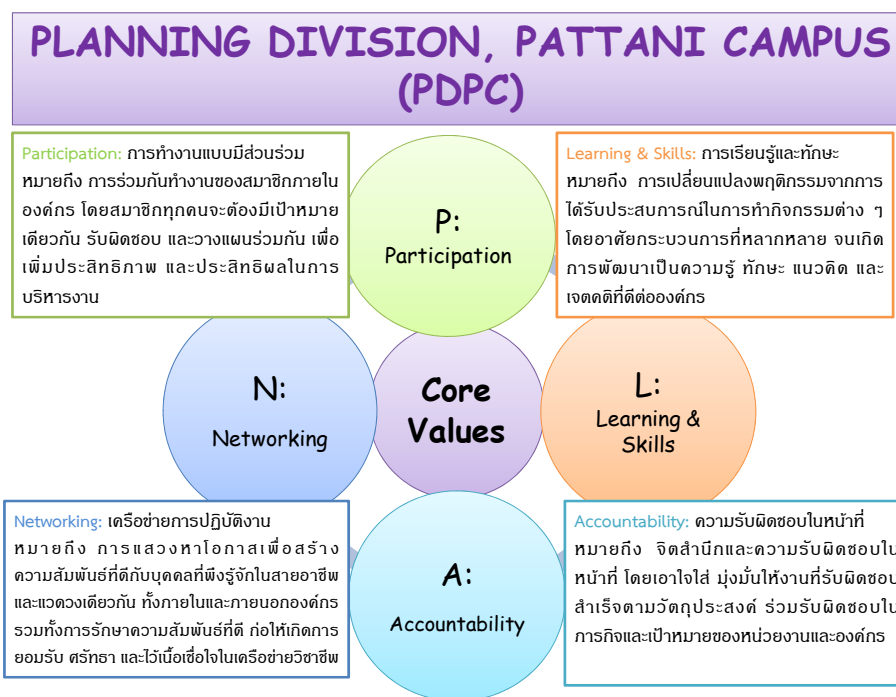 PLANNING DIVISION, PATTANI CAMPUS
(PDPC)
Participation: การทำงานแบบมีส่วนร่วม
หมายถึง การร่วมกันทำงานของสมาชิกภายใน
องค์กร โดยสมาชิกทุกคนจะต้องมีเป้าหมาย
เดียวกัน รับผิดชอบ และวางแผนร่วมกัน เพื่อ
เพิ่มประสิทธิภาพ และประสิทธิผลในการ
บริหารงาน
P:
Participation
Learning & Skills: การเรียนรู้และทักษะ
หมายถึง การเปลี่ยนแปลงพฤติกรรมจากการ
ได้รับประสบการณ์ในการทำกิจกรรมต่าง ๆ
โดยอาศัยกระบวนการที่หลากหลาย จนเกิด
การพัฒนาเป็นความรู้ ทักษะ แนวคิด และ
เจตคติที่ดีต่อองค์กร
N:
Networking
Core
Values
L:
Learning &
Skills
Networking: เครือข่ายการปฏิบัติงาน
หมายถึง การแสวงหาโอกาสเพื่อสร้าง
ความสัมพันธ์ที่ดีกับบุคคลที่พึงรู้จักในสายอาชีพ
และแวดวงเดียวกัน ทั้งภายในและภายนอกองค์กร
รวมทั้งการรักษาความสัมพันธ์ที่ดี ก่อให้เกิดการ
ยอมรับ ศรัทธา และไว้เนื้อเชื่อใจในเครือข่ายวิชาชีพ
A:
Accountability
Accountability: ความรับผิดชอบในหน้าที่
หมายถึง จิตสำนึกและความรับผิดชอบใน
หน้าที่ โดยเอาใจใส่ มุ่งมั่นให้งานที่รับผิดชอบ
สำเร็จตามวัตถุประสงค์ ร่วมรับผิดชอบใน
ภารกิจและเป้าหมายของหน่วยงานและองค์กร